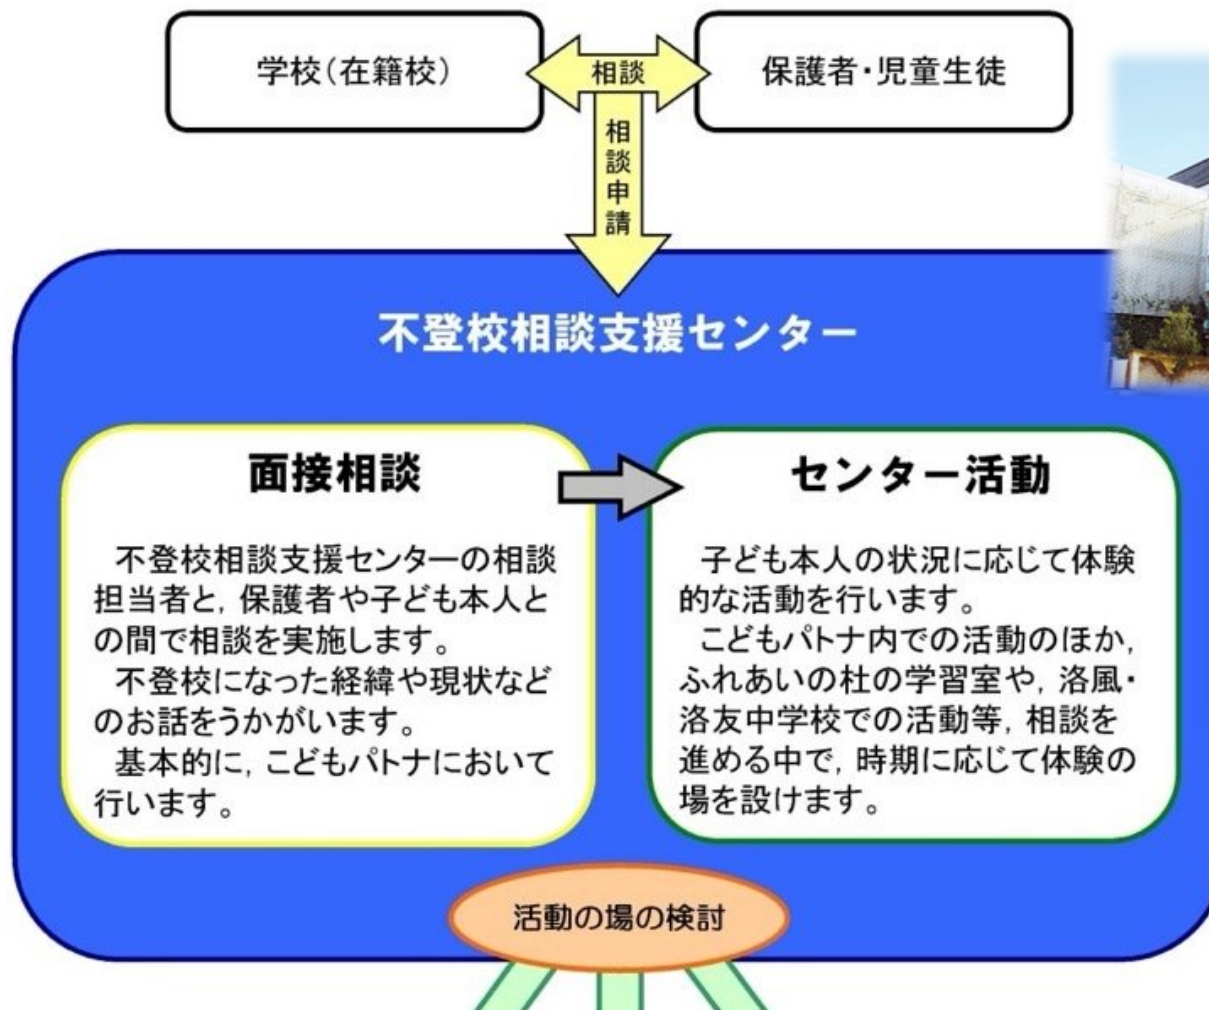 学校(在籍校)
相談
保護者・児童生徒
相談申請
不登校相談支援センター
面接相談
不登校相談支援センターの相談
担当者と,保護者や子ども本人と
の間で相談を実施します。
不登校になった経緯や現状など
のお話をうかがいます。
基本的に,こどもパトナにおいて
行います。
センター活動
子ども本人の状況に応じて体験
的な活動を行います。
こどもパトナ内での活動のほか,
ふれあいの杜の学習室や,洛風・
洛友中学校での活動等,相談を
進める中で,時期に応じて体験の
場を設けます。
活動の場の検討